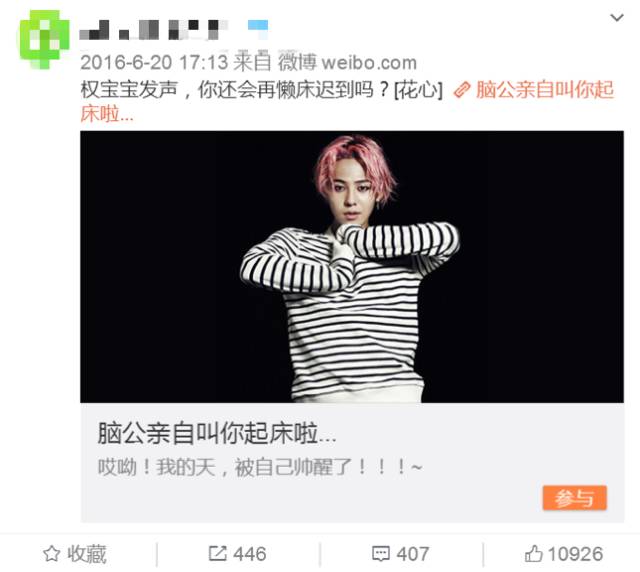 2016-6-20 17:13 来自 微博 weibo.com
权宝宝发声，你还会再懒床迟到吗？[花心] 脑公亲自叫你起
床啦...
脑公亲自叫你起床啦...
哎呦！我的天，被自己帅醒了！！！~
参与
收藏 446 407 10926